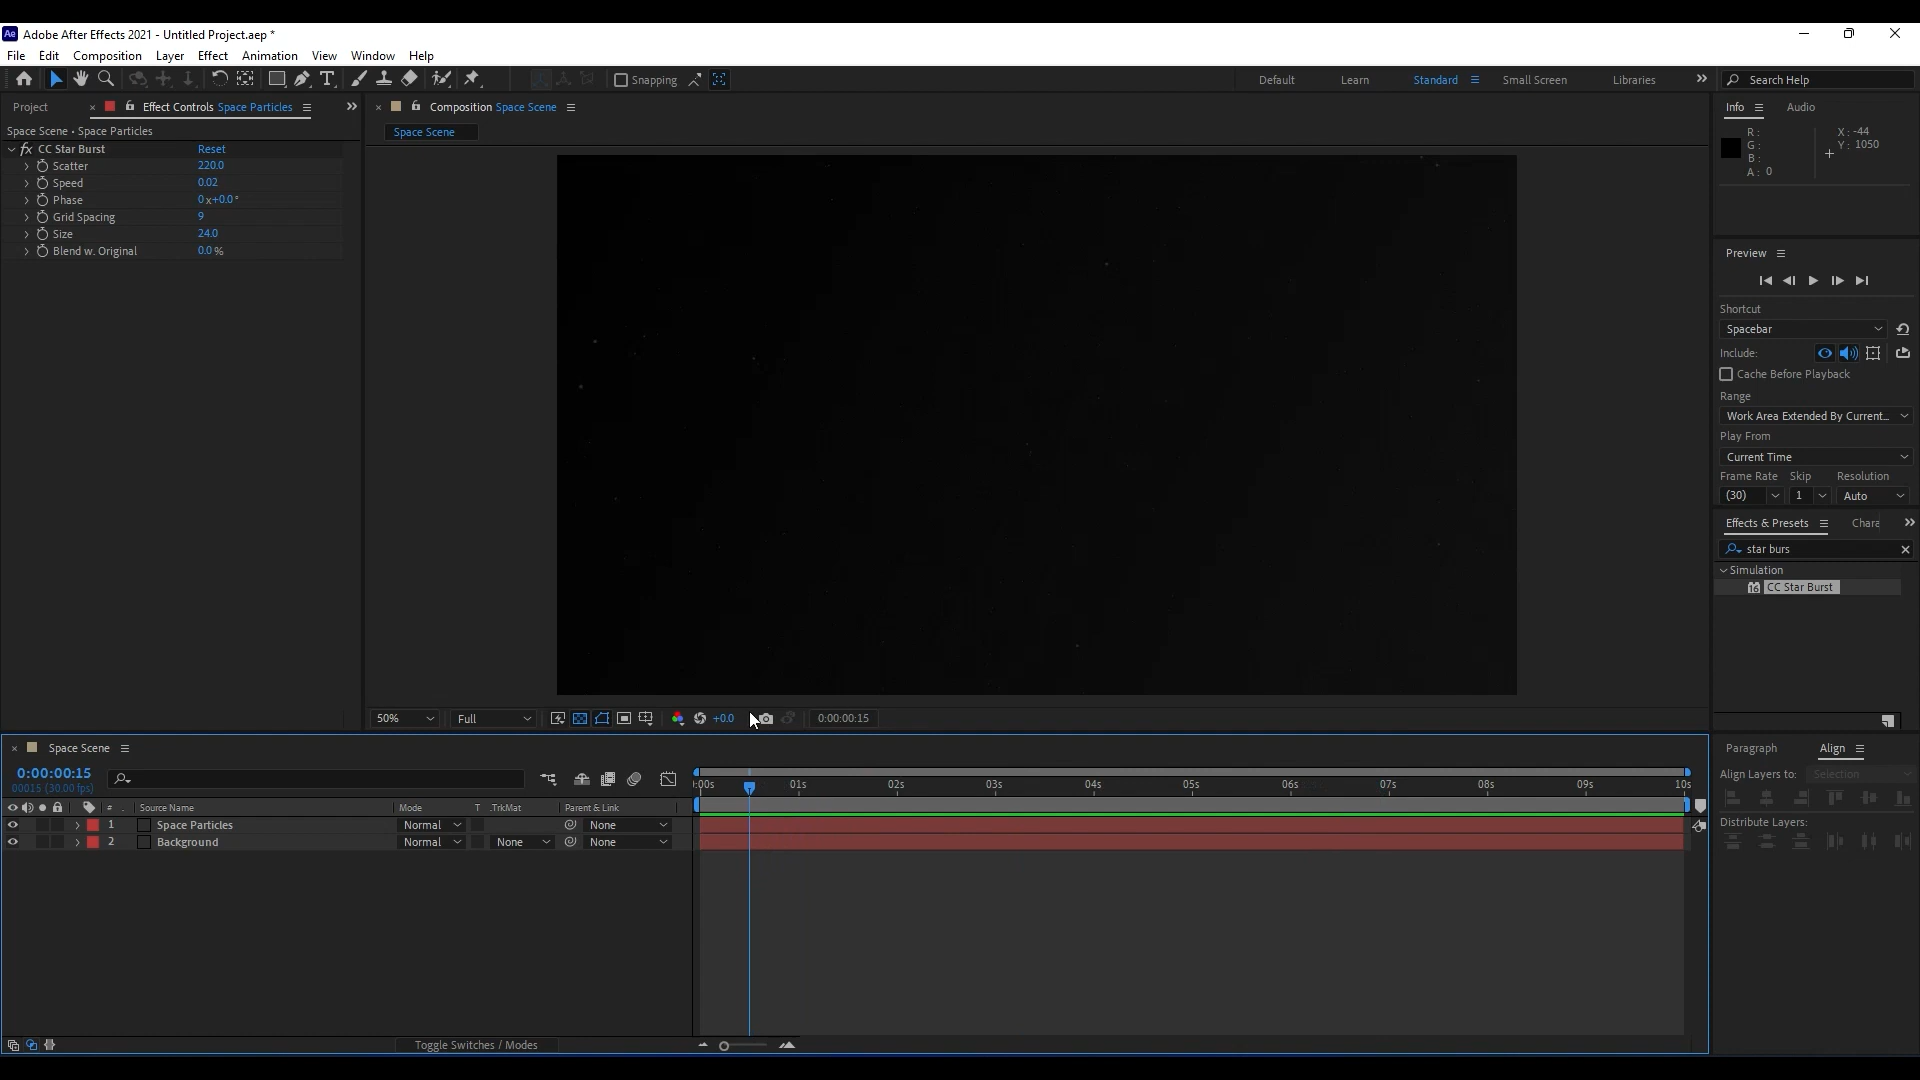 Ae Adobe After Effects 2021 - Untitled Project.aep *
File Edit Composition Layer Effect Animation View Window Help
Snapping Default Learn Standard Small Screen Libraries Search Help
Project Effect Controls Space Particles
Composition Space Scene
Info Audio
Space Scene • Space Particles
Space Scene
fx CC Star Burst Reset
Scatter 220.0
Speed 0.02
Phase 0x+0.0°
Grid Spacing 9
Size 24.0
Blend w. Original 0.0 %
R:
G:
B:
A: 0
X: -44
Y: 1050
Preview
Shortcut
Spacebar
Include:
Cache Before Playback
Range
Work Area Extended By Current...
Play From
Current Time
Frame Rate Skip Resolution
(30) 1 Auto
Effects & Presets Chara
star burs
Simulation
CC Star Burst
50% Full +0.0 0:00:00:15
Space Scene
0:00:00:15
00015 (30.00 fps)
:00s 01s 02s 03s 04s 05s 06s 07s 08s 09s 10s
# Source Name Mode T .TrkMat Parent & Link
1 Space Particles Normal None
2 Background Normal None None
Toggle Switches / Modes
Paragraph Align
Align Layers to: Selection
Distribute Layers: